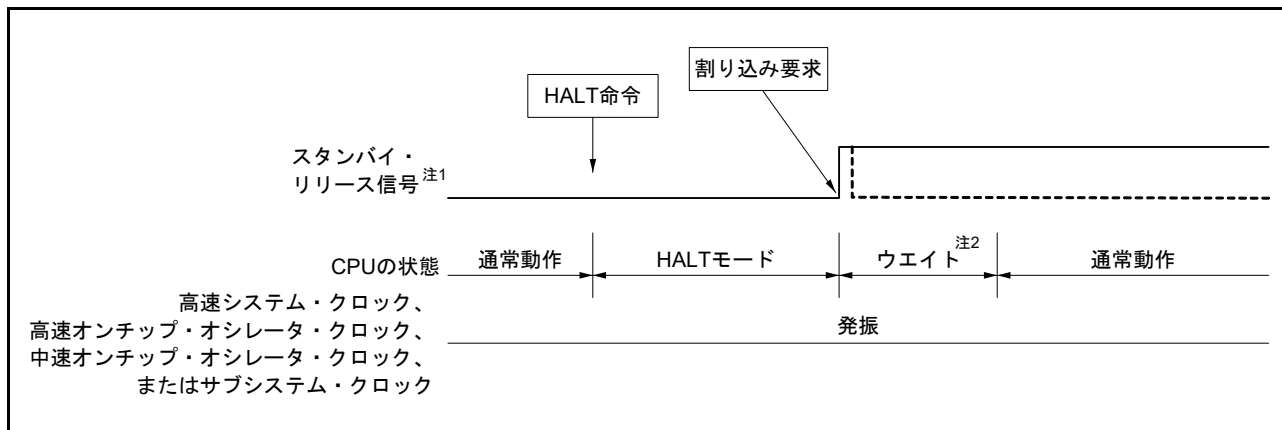 HALT命令
割り込み要求
スタンバイ・
リリース信号注1
CPUの状態
通常動作
HALTモード
ウエイト注2
通常動作
高速システム・クロック、
高速オンチップ・オシレータ・クロック、
中速オンチップ・オシレータ・クロック、
またはサブシステム・クロック
発振